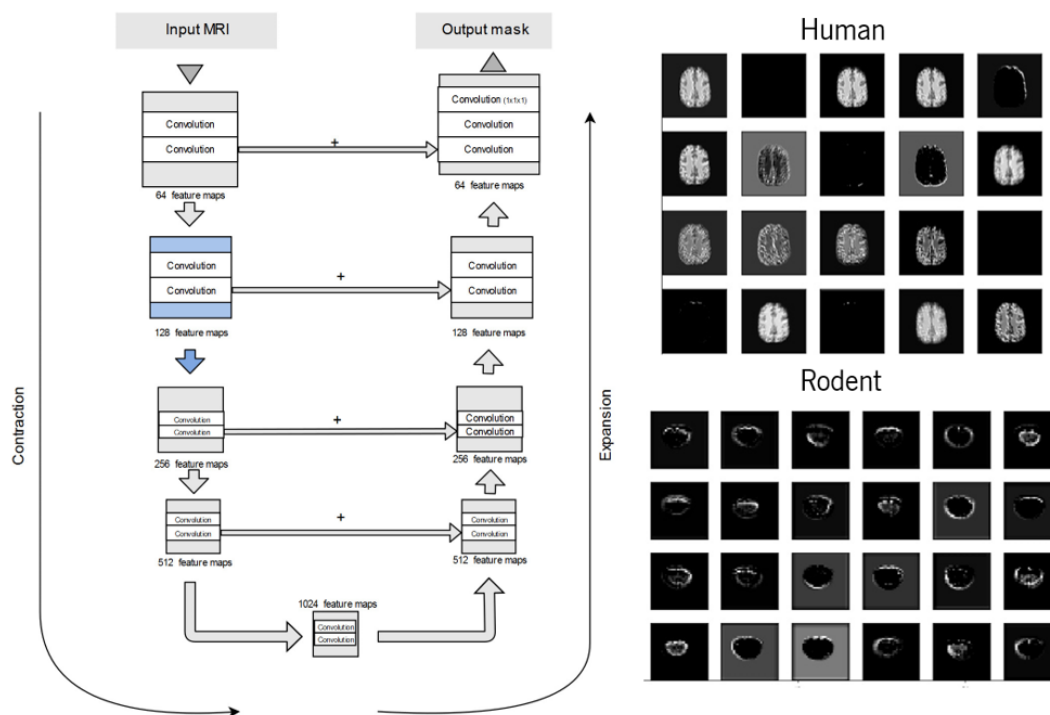 Input MRI
Output mask
Human
Convolution
Convolution
64 feature maps
+
Convolution (1x1x1)
Convolution
Convolution
64 feature maps
Convolution
Convolution
128 feature maps
+
Convolution
Convolution
128 feature maps
Contraction
Convolution
Convolution
256 feature maps
+
Convolution
Convolution
256 feature maps
Expansion
Rodent
Convolution
Convolution
512 feature maps
+
Convolution
Convolution
512 feature maps
1024 feature maps
Convolution
Convolution